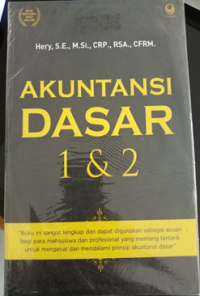 Hery, S.E., M.Si., CRP., RSA., CFRM.
AKUNTANSI
DASAR
1 & 2
"Buku ini sangat lengkap dan dapat digunakan sebagai acuan
bagi para mahasiswa dan profesional yang memang tertarik
untuk mengenal dan mendalami prinsip akuntansi dasar"